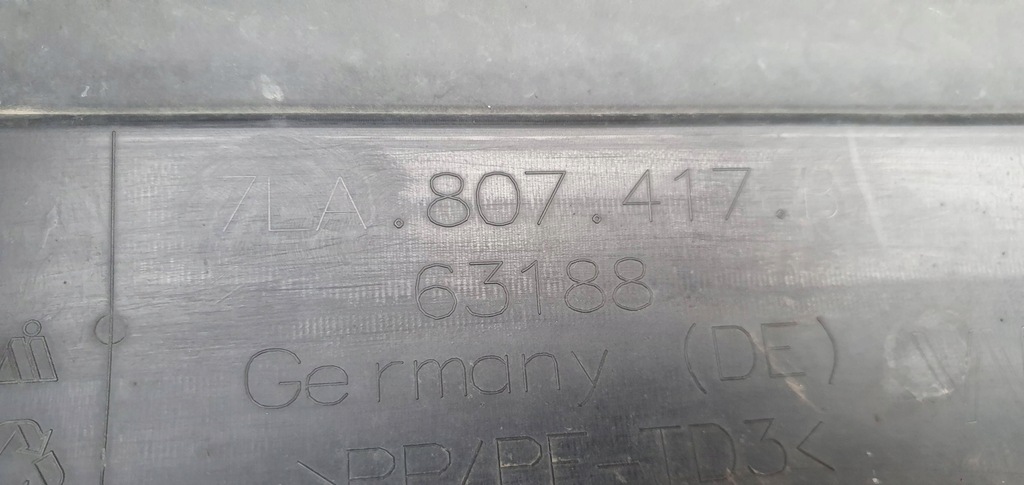 7LA.807.417.B
63188
Germany (DE)
>PP/PE-TD3<